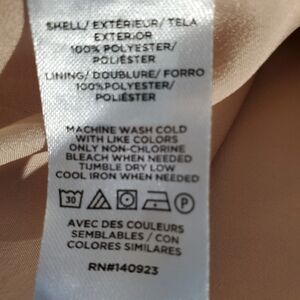 SHELL/ EXTÉRIEUR/ TELA
EXTERIOR
100% POLYESTER/
POLIÉSTER
LINING/ DOUBLURE/ FORRO
100%POLYESTER/
POLIÉSTER
MACHINE WASH COLD
WITH LIKE COLORS
ONLY NON-CHLORINE
BLEACH WHEN NEEDED
TUMBLE DRY LOW
COOL IRON WHEN NEEDED
30 P
AVEC DES COULEURS
SEMBLABLES / CON
COLORES SIMILARES
RN#140923